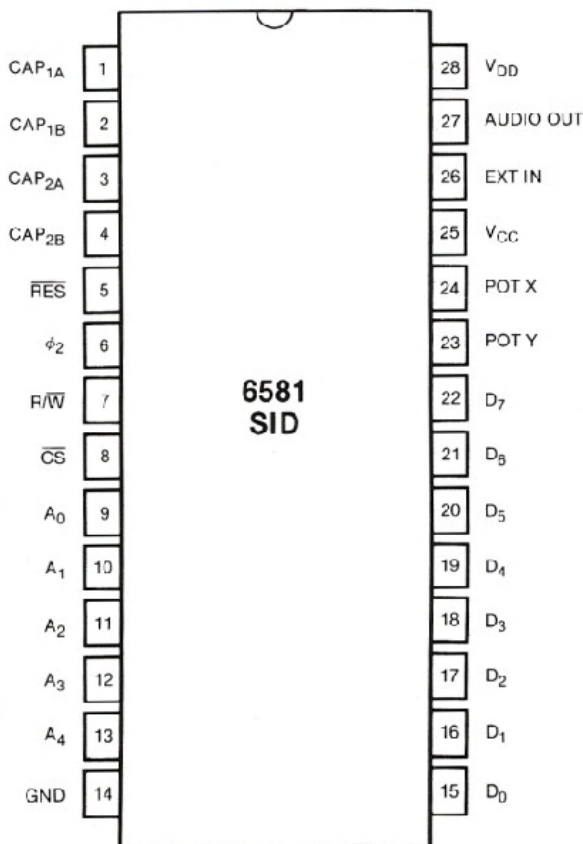 CAP1A 1 28 VDD
CAP1B 2 27 AUDIO OUT
CAP2A 3 26 EXT IN
CAP2B 4 25 VCC
R̅E̅S̅ 5 24 POT X
ϕ2 6 23 POT Y
R/W̅ 7 22 D7
6581
SID
C̅S̅ 8 21 D6
A0 9 20 D5
A1 10 19 D4
A2 11 18 D3
A3 12 17 D2
A4 13 16 D1
GND 14 15 D0